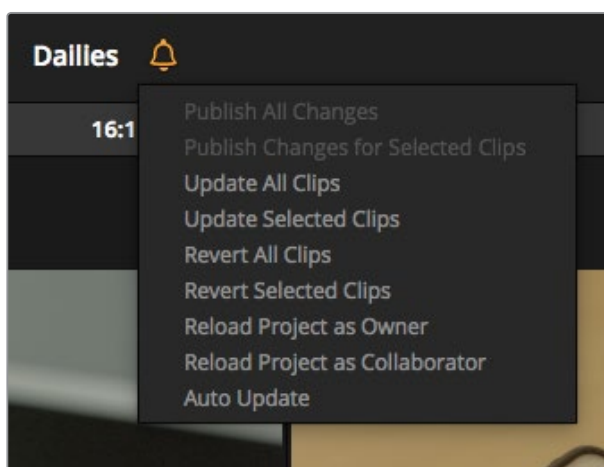 Dailies
16:1
Publish All Changes
Publish Changes for Selected Clips
Update All Clips
Update Selected Clips
Revert All Clips
Revert Selected Clips
Reload Project as Owner
Reload Project as Collaborator
Auto Update